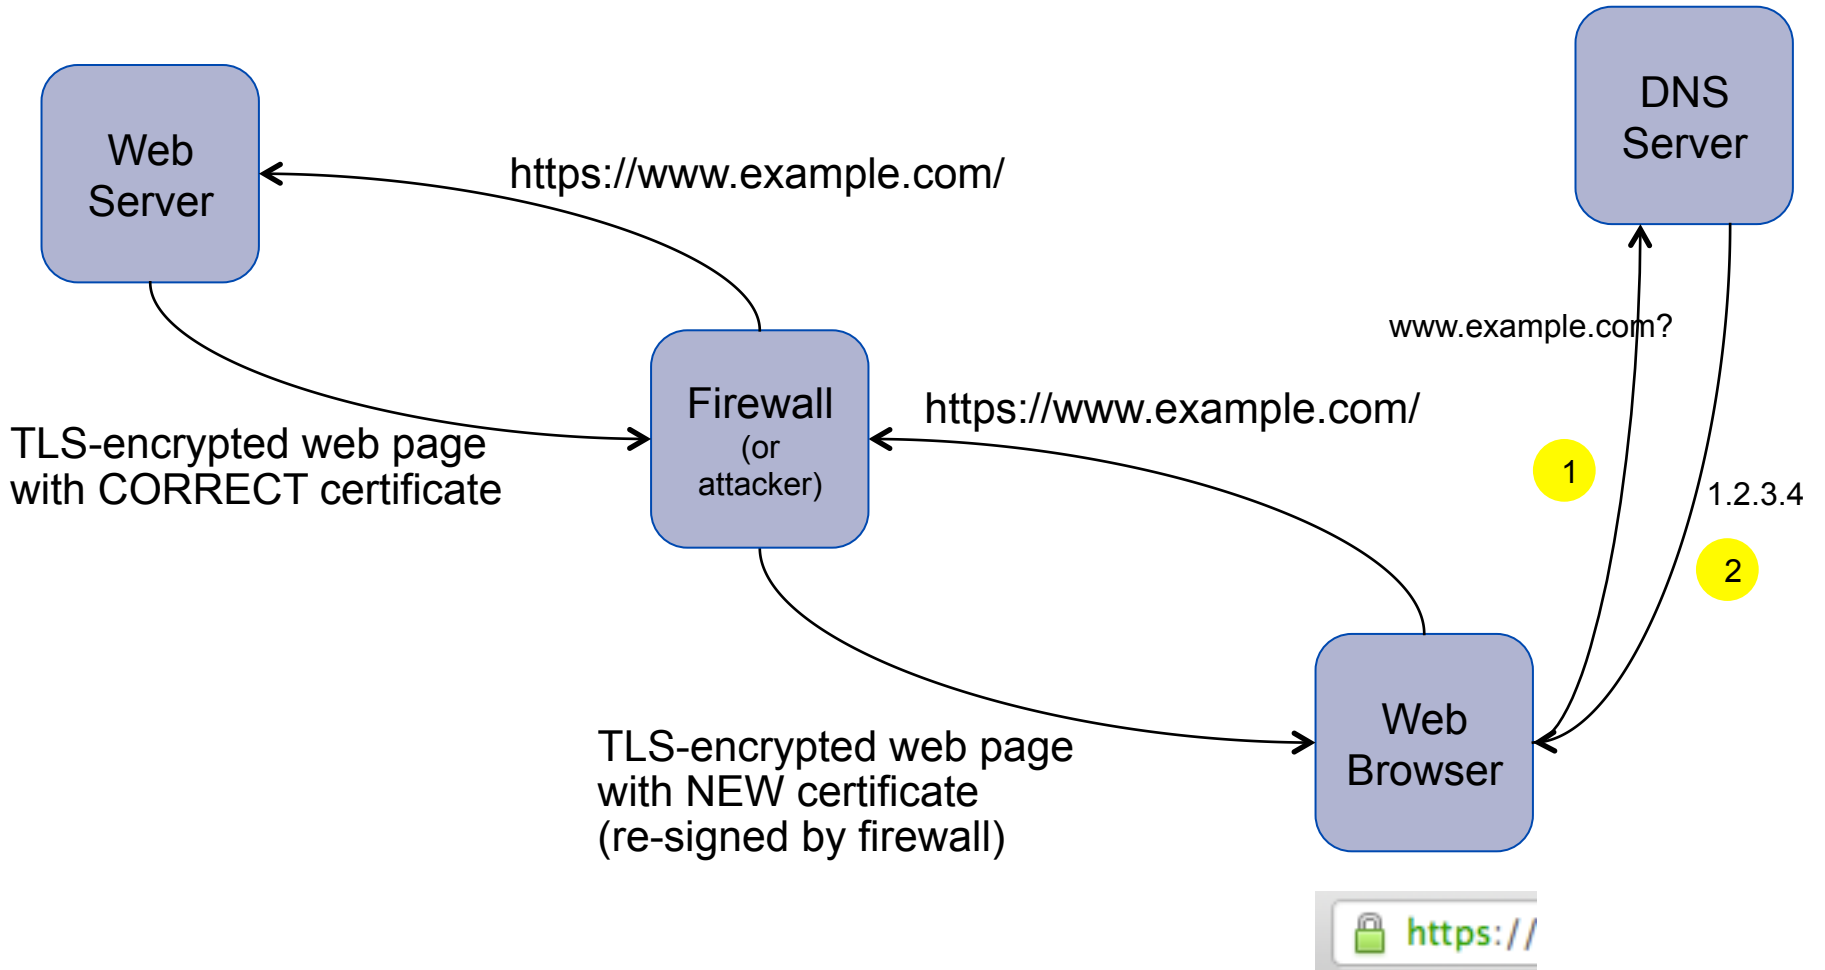 DNS
Server
Web
Server
https://www.example.com/
www.example.com?
Firewall
(or
attacker)
https://www.example.com/
TLS-encrypted web page
with CORRECT certificate
1
1.2.3.4
2
Web
Browser
TLS-encrypted web page
with NEW certificate
(re-signed by firewall)
https://